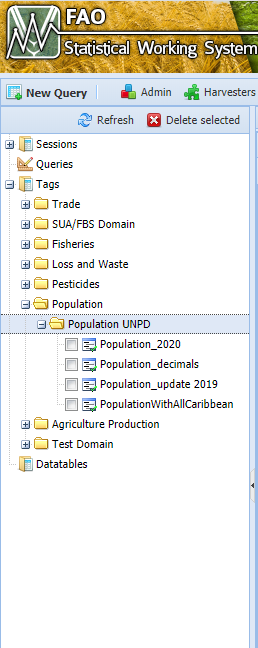 FAO
Statistical Working System
New Query Admin Harvesters
Refresh Delete selected
Sessions
Queries
Tags
Trade
SUA/FBS Domain
Fisheries
Loss and Waste
Pesticides
Population
Population UNPD
Population_2020
Population_decimals
Population_update 2019
PopulationWithAllCaribbean
Agriculture Production
Test Domain
Datatables